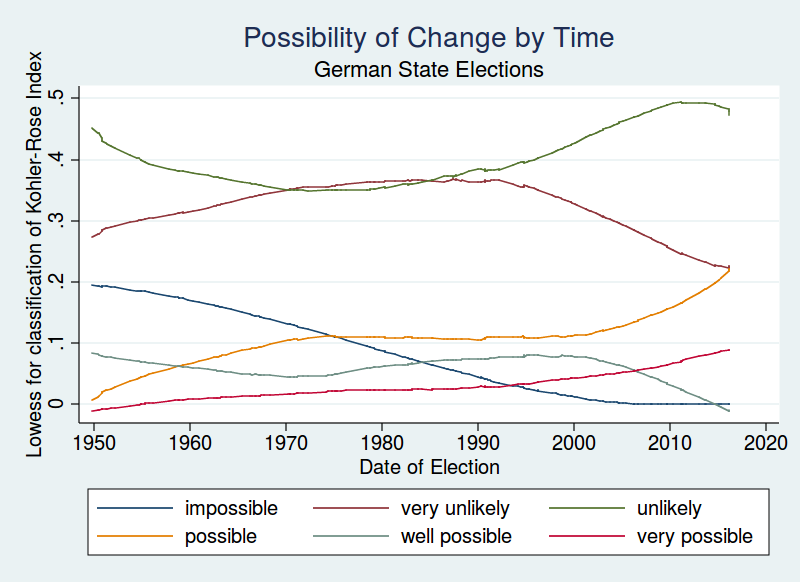 Possibility of Change by Time
German State Elections
Lowess for classification of Kohler-Rose Index
.5
.4
.3
.2
.1
0
1950 1960 1970 1980 1990 2000 2010 2020
Date of Election
impossible very unlikely unlikely
possible well possible very possible